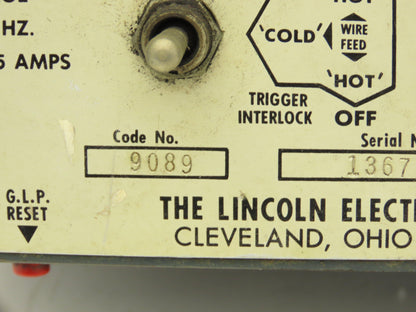 HZ.
5 AMPS
'COLD'
WIRE
FEED
'HOT'
TRIGGER
INTERLOCK
OFF
Code No.
Serial N
9089
1367
G.L.P.
RESET
THE LINCOLN ELECT
CLEVELAND, OHIO